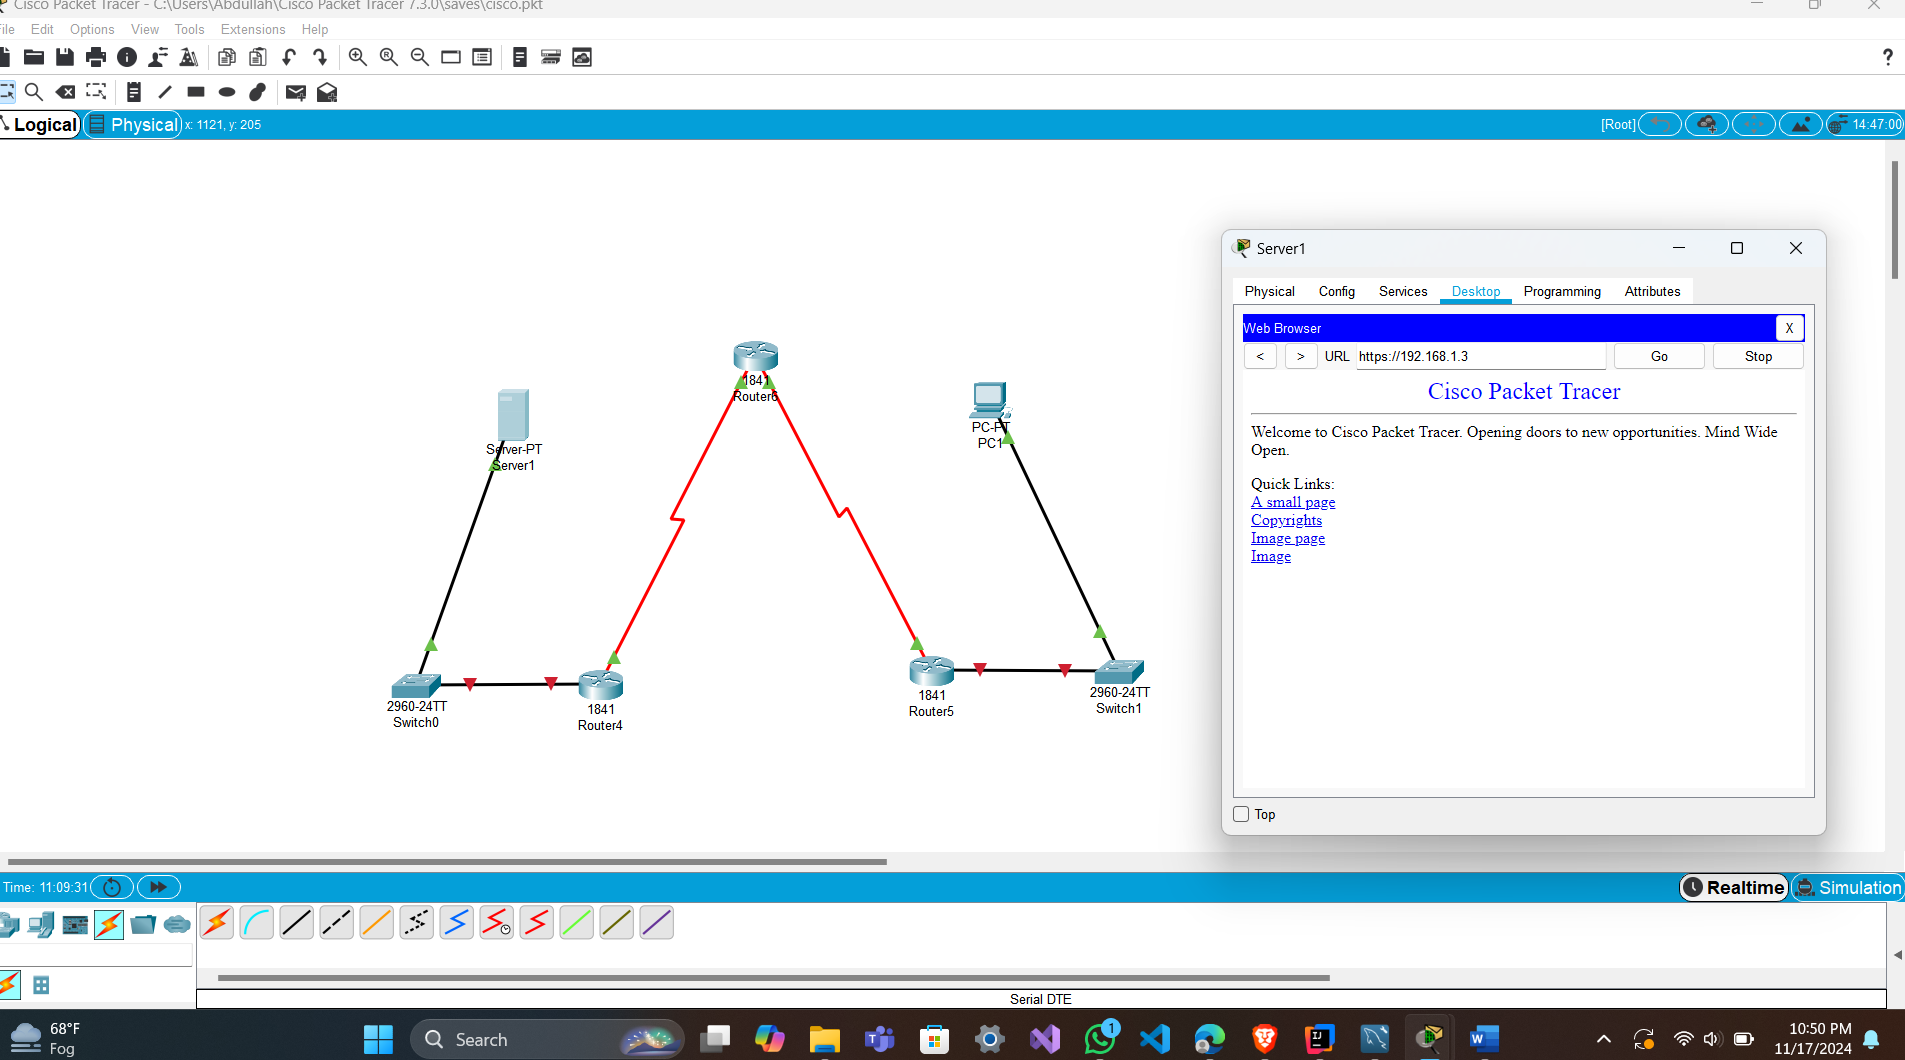 Cisco Packet Tracer - C:\Users\Abdullah\Cisco Packet Tracer 7.3.0\saves\cisco.pkt
Edit Options View Tools Extensions Help
?
Logical Physical x: 1121, y: 205 [Root] 14:47:00
Server1
Physical Config Services Desktop Programming Attributes
Web Browser X
< > URL https://192.168.1.3 Go Stop
Cisco Packet Tracer
Welcome to Cisco Packet Tracer. Opening doors to new opportunities. Mind Wide
Open.
Quick Links:
A small page
Copyrights
Image page
Image
Top
1841
Router6
PC-PT
PC1
Server-PT
Server1
2960-24TT
Switch0
1841
Router4
1841
Router5
2960-24TT
Switch1
Time: 11:09:31 Realtime Simulation
Serial DTE
68°F
Fog
Search
1
10:50 PM
11/17/2024